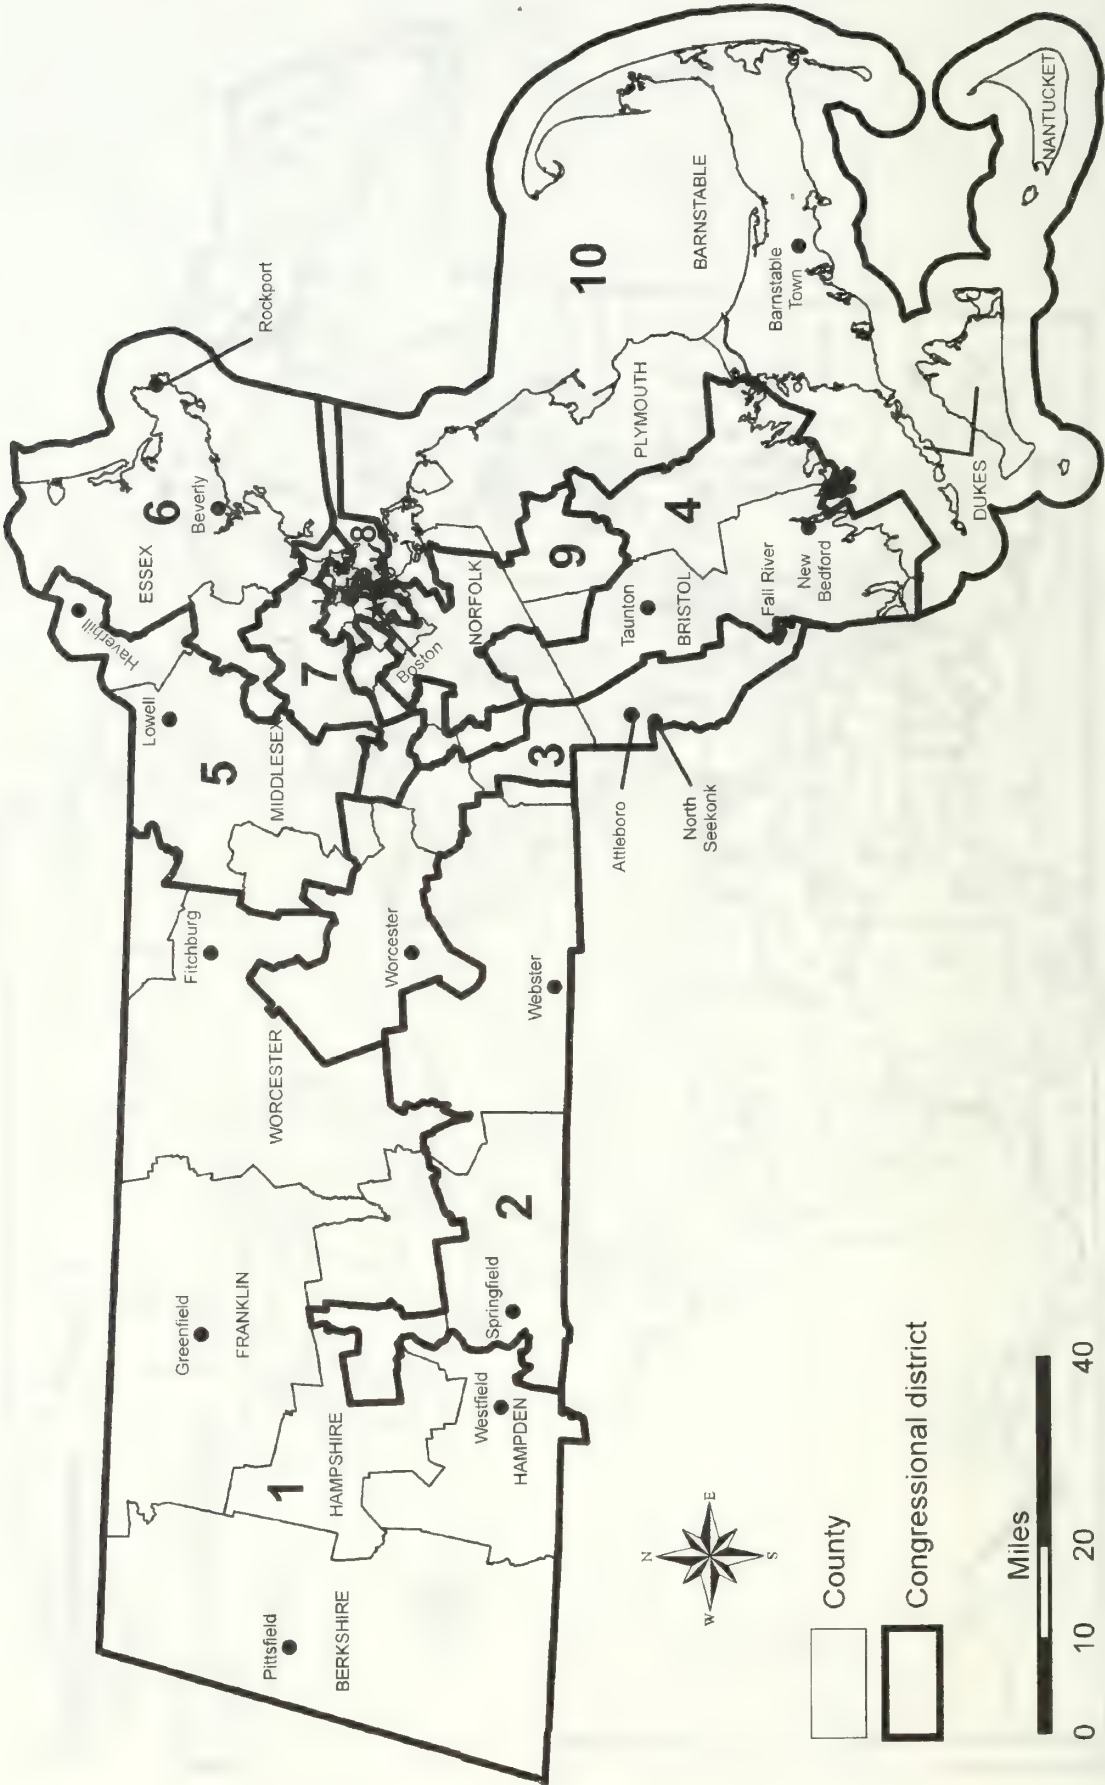 Rockport
6
Beverly
ESSEX
Haverhill
Lowell
5
MIDDLESEX
7
8
Boston
NORFOLK
10
BARNSTABLE
Barnstable
Town
NANTUCKET
PLYMOUTH
DUKES
4
9
Taunton
BRISTOL
Fall River
New
Bedford
3
Attleboro
North
Seekonk
Fitchburg
Worcester
WORCESTER
Webster
Greenfield
FRANKLIN
2
Springfield
1
HAMPSHIRE
Westfield
HAMPDEN
Pittsfield
BERKSHIRE
N
W
E
S
County
Congressional district
Miles
0 10 20 40